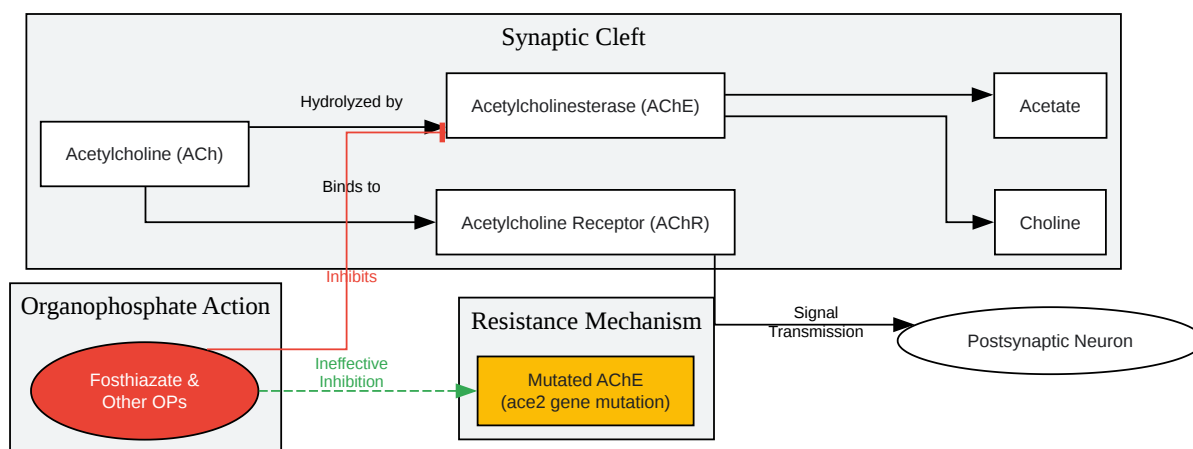 Synaptic Cleft
Hydrolyzed by
Acetylcholinesterase (AChE)
Acetate
Acetylcholine (ACh)
Binds to
Acetylcholine Receptor (AChR)
Choline
Inhibits
Organophosphate Action
Resistance Mechanism
Signal
Transmission
Postsynaptic Neuron
Fosthiazate &
Other OPs
Ineffective
Inhibition
Mutated AChE
(ace2 gene mutation)